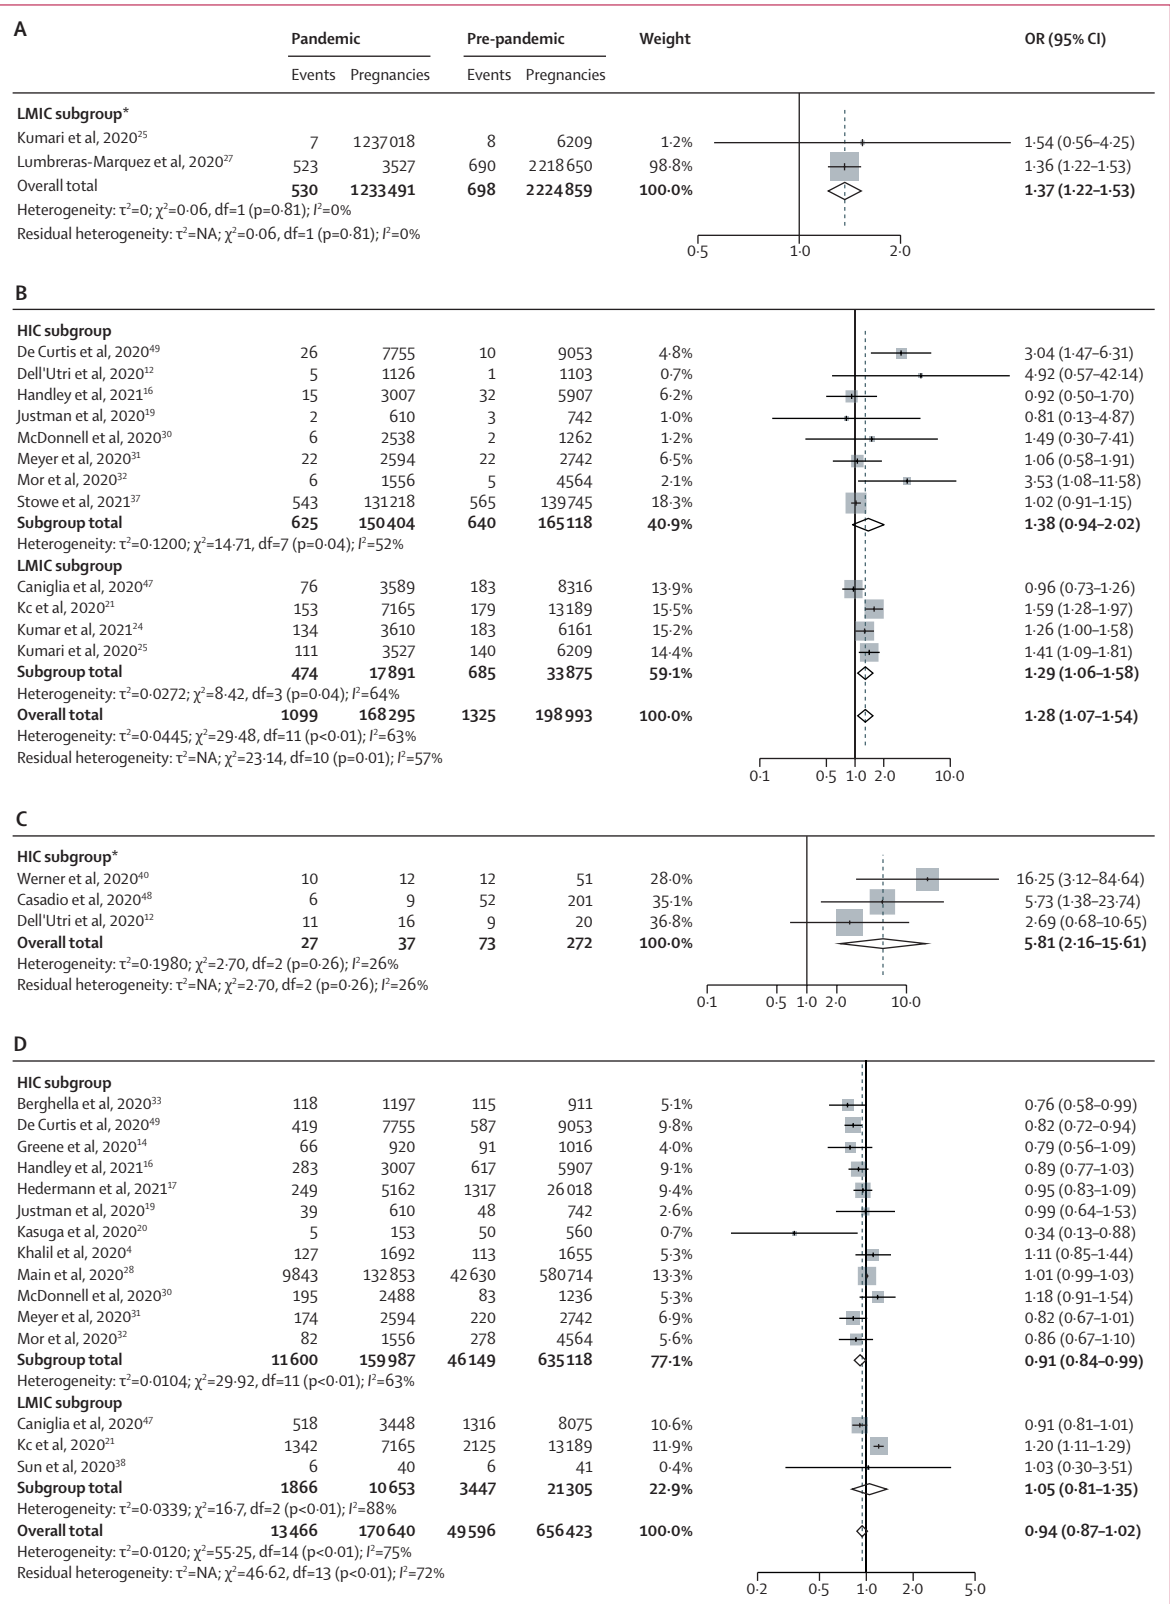 A
Pandemic Pre-pandemic Weight OR (95% CI)
Events Pregnancies Events Pregnancies
LMIC subgroup*
Kumari et al, 2020²⁵ 7 1237018 8 6209 1·2% 1·54 (0·56–4·25)
Lumbreras-Marquez et al, 2020²⁷ 523 3527 690 2218650 98·8% 1·36 (1·22–1·53)
Overall total 530 1233491 698 2224859 100·0% 1·37 (1·22–1·53)
Heterogeneity: τ²=0; χ²=0·06, df=1 (p=0·81); I²=0%
Residual heterogeneity: τ²=NA; χ²=0·06, df=1 (p=0·81); I²=0%
0·5 1·0 2·0
B
HIC subgroup
De Curtis et al, 2020⁴⁹ 26 7755 10 9053 4·8% 3·04 (1·47–6·31)
Dell'Utri et al, 2020¹² 5 1126 1 1103 0·7% 4·92 (0·57–42·14)
Handley et al, 2021¹⁶ 15 3007 32 5907 6·2% 0·92 (0·50–1·70)
Justman et al, 2020¹⁹ 2 610 3 742 1·0% 0·81 (0·13–4·87)
McDonnell et al, 2020³⁰ 6 2538 2 1262 1·2% 1·49 (0·30–7·41)
Meyer et al, 2020³¹ 22 2594 22 2742 6·5% 1·06 (0·58–1·91)
Mor et al, 2020³² 6 1556 5 4564 2·1% 3·53 (1·08–11·58)
Stowe et al, 2021³⁷ 543 131218 565 139745 18·3% 1·02 (0·91–1·15)
Subgroup total 625 150404 640 165118 40·9% 1·38 (0·94–2·02)
Heterogeneity: τ²=0·1200; χ²=14·71, df=7 (p=0·04); I²=52%
LMIC subgroup
Caniglia et al, 2020⁴⁷ 76 3589 183 8316 13·9% 0·96 (0·73–1·26)
Kc et al, 2020²¹ 153 7165 179 13189 15·5% 1·59 (1·28–1·97)
Kumar et al, 2021²⁴ 134 3610 183 6161 15·2% 1·26 (1·00–1·58)
Kumari et al, 2020²⁵ 111 3527 140 6209 14·4% 1·41 (1·09–1·81)
Subgroup total 474 17891 685 33875 59·1% 1·29 (1·06–1·58)
Heterogeneity: τ²=0·0272; χ²=8·42, df=3 (p=0·04); I²=64%
Overall total 1099 168295 1325 198993 100·0% 1·28 (1·07–1·54)
Heterogeneity: τ²=0·0445; χ²=29·48, df=11 (p<0·01); I²=63%
Residual heterogeneity: τ²=NA; χ²=23·14, df=10 (p=0·01); I²=57%
0·1 0·5 1·0 2·0 10·0
C
HIC subgroup*
Werner et al, 2020⁴⁰ 10 12 12 51 28·0% 16·25 (3·12–84·64)
Casadio et al, 2020⁴⁸ 6 9 52 201 35·1% 5·73 (1·38–23·74)
Dell'Utri et al, 2020¹² 11 16 9 20 36·8% 2·69 (0·68–10·65)
Overall total 27 37 73 272 100·0% 5·81 (2·16–15·61)
Heterogeneity: τ²=0·1980; χ²=2·70, df=2 (p=0·26); I²=26%
Residual heterogeneity: τ²=NA; χ²=2·70, df=2 (p=0·26); I²=26%
0·1 0·5 1·0 2·0 10·0
D
HIC subgroup
Berghella et al, 2020³³ 118 1197 115 911 5·1% 0·76 (0·58–0·99)
De Curtis et al, 2020⁴⁹ 419 7755 587 9053 9·8% 0·82 (0·72–0·94)
Greene et al, 2020¹⁴ 66 920 91 1016 4·0% 0·79 (0·56–1·09)
Handley et al, 2021¹⁶ 283 3007 617 5907 9·1% 0·89 (0·77–1·03)
Hedermann et al, 2021¹⁷ 249 5162 1317 26018 9·4% 0·95 (0·83–1·09)
Justman et al, 2020¹⁹ 39 610 48 742 2·6% 0·99 (0·64–1·53)
Kasuga et al, 2020²⁰ 5 153 50 560 0·7% 0·34 (0·13–0·88)
Khalil et al, 2020⁴ 127 1692 113 1655 5·3% 1·11 (0·85–1·44)
Main et al, 2020²⁸ 9843 132853 42630 580714 13·3% 1·01 (0·99–1·03)
McDonnell et al, 2020³⁰ 195 2488 83 1236 5·3% 1·18 (0·91–1·54)
Meyer et al, 2020³¹ 174 2594 220 2742 6·9% 0·82 (0·67–1·01)
Mor et al, 2020³² 82 1556 278 4564 5·6% 0·86 (0·67–1·10)
Subgroup total 11600 159987 46149 635118 77·1% 0·91 (0·84–0·99)
Heterogeneity: τ²=0·0104; χ²=29·92, df=11 (p<0·01); I²=63%
LMIC subgroup
Caniglia et al, 2020⁴⁷ 518 3448 1316 8075 10·6% 0·91 (0·81–1·01)
Kc et al, 2020²¹ 1342 7165 2125 13189 11·9% 1·20 (1·11–1·29)
Sun et al, 2020³⁸ 6 40 6 41 0·4% 1·03 (0·30–3·51)
Subgroup total 1866 10653 3447 21305 22·9% 1·05 (0·81–1·35)
Heterogeneity: τ²=0·0339; χ²=16·7, df=2 (p<0·01); I²=88%
Overall total 13466 170640 49596 656423 100·0% 0·94 (0·87–1·02)
Heterogeneity: τ²=0·0120; χ²=55·25, df=14 (p<0·01); I²=75%
Residual heterogeneity: τ²=NA; χ²=46·62, df=13 (p<0·01); I²=72%
0·2 0·5 1·0 2·0 5·0